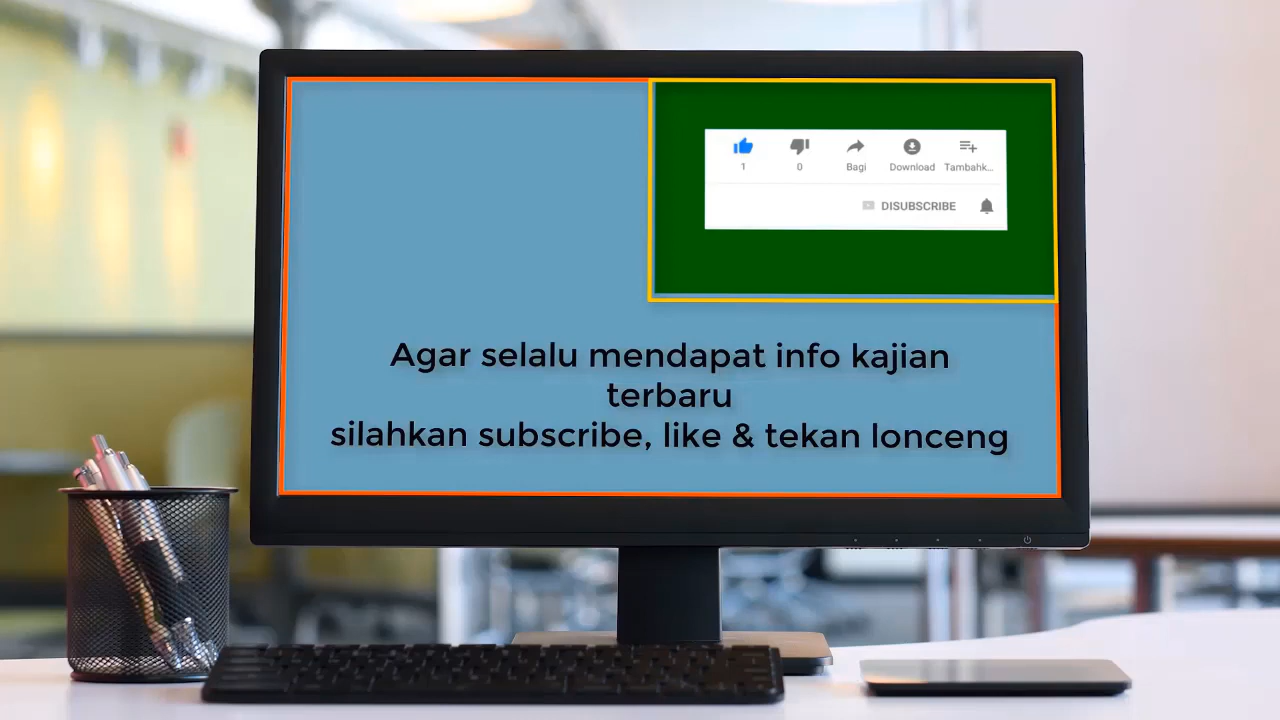 1 0 Bagi Download Tambahk...
DISUBSCRIBE
Agar selalu mendapat info kajian
terbaru
silahkan subscribe, like & tekan lonceng